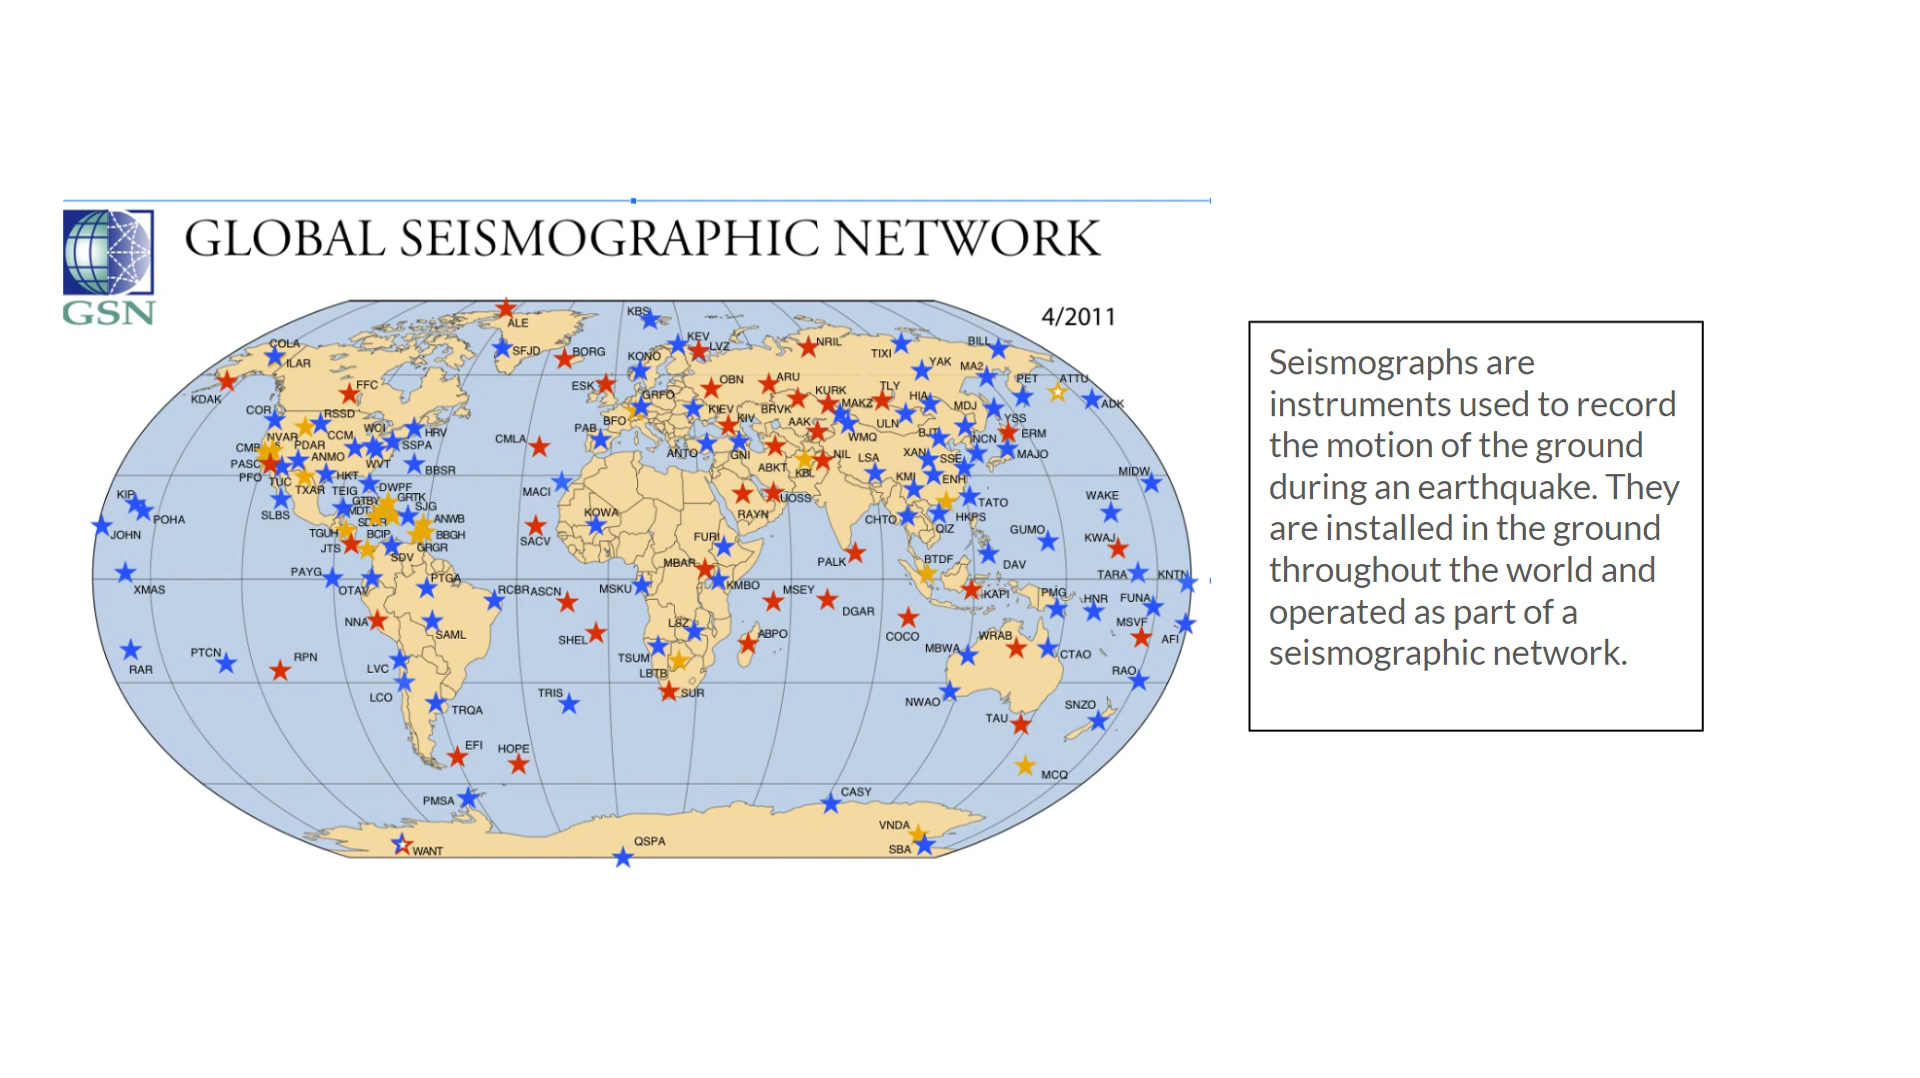 GLOBAL SEISMOGRAPHIC NETWORK
GSN
4/2011
ALE
KBS
COLA
ILAR
SFJD
BORG
KONO
KEV
LVZ
NRIL
TIXI
BILL
KDAK
FFC
ESK
GRFO
OBN
ARU
KURK
TLY
YAK
MA2
PET
ATTU
ADK
COR
RSSD
CCM
WCI
HRV
SSPA
CMLA
PAB
BFO
KIEV
KIV
BRVK
MAKZ
HIA
MDJ
YSS
ERM
NVAR
PDAR
CMB
ANMO
WVT
BBSR
ANTO
GNI
AAK
WMQ
ULN
BJT
INCN
MAJO
PASC
PFO
TUC
TXAR
HKT
DWPF
MACI
ABKT
KBL
NIL
LSA
XAN
SSE
KMI
ENH
MIDW
KIP
POHA
JOHN
SLBS
TEIG
GTBY
GRTK
SJG
MDT
SDDR
ANWB
BBGH
TGUH
BCIP
GRGR
JTS
SDV
SACV
KOWA
RAYN
UOSS
CHTO
QIZ
HKPS
TATO
GUMO
WAKE
KWAJ
XMAS
PAYG
OTAV
PTGA
RCBR
ASCN
MSKU
FURI
MBAR
KMBO
MSEY
PALK
DGAR
BTDF
DAV
KAPI
PMG
TARA
KNTN
HNR
FUNA
MSVF
AFI
RAR
PTCN
RPN
NNA
SAML
LVC
LCO
TRQA
SHEL
TSUM
LSZ
LBTB
SUR
ABPO
COCO
MBWA
WRAB
CTAO
NWAO
RAO
SNZO
TAU
TRIS
EFI
HOPE
MCQ
PMSA
CASY
VNDA
SBA
QSPA
WANT
Seismographs are
instruments used to record
the motion of the ground
during an earthquake. They
are installed in the ground
throughout the world and
operated as part of a
seismographic network.